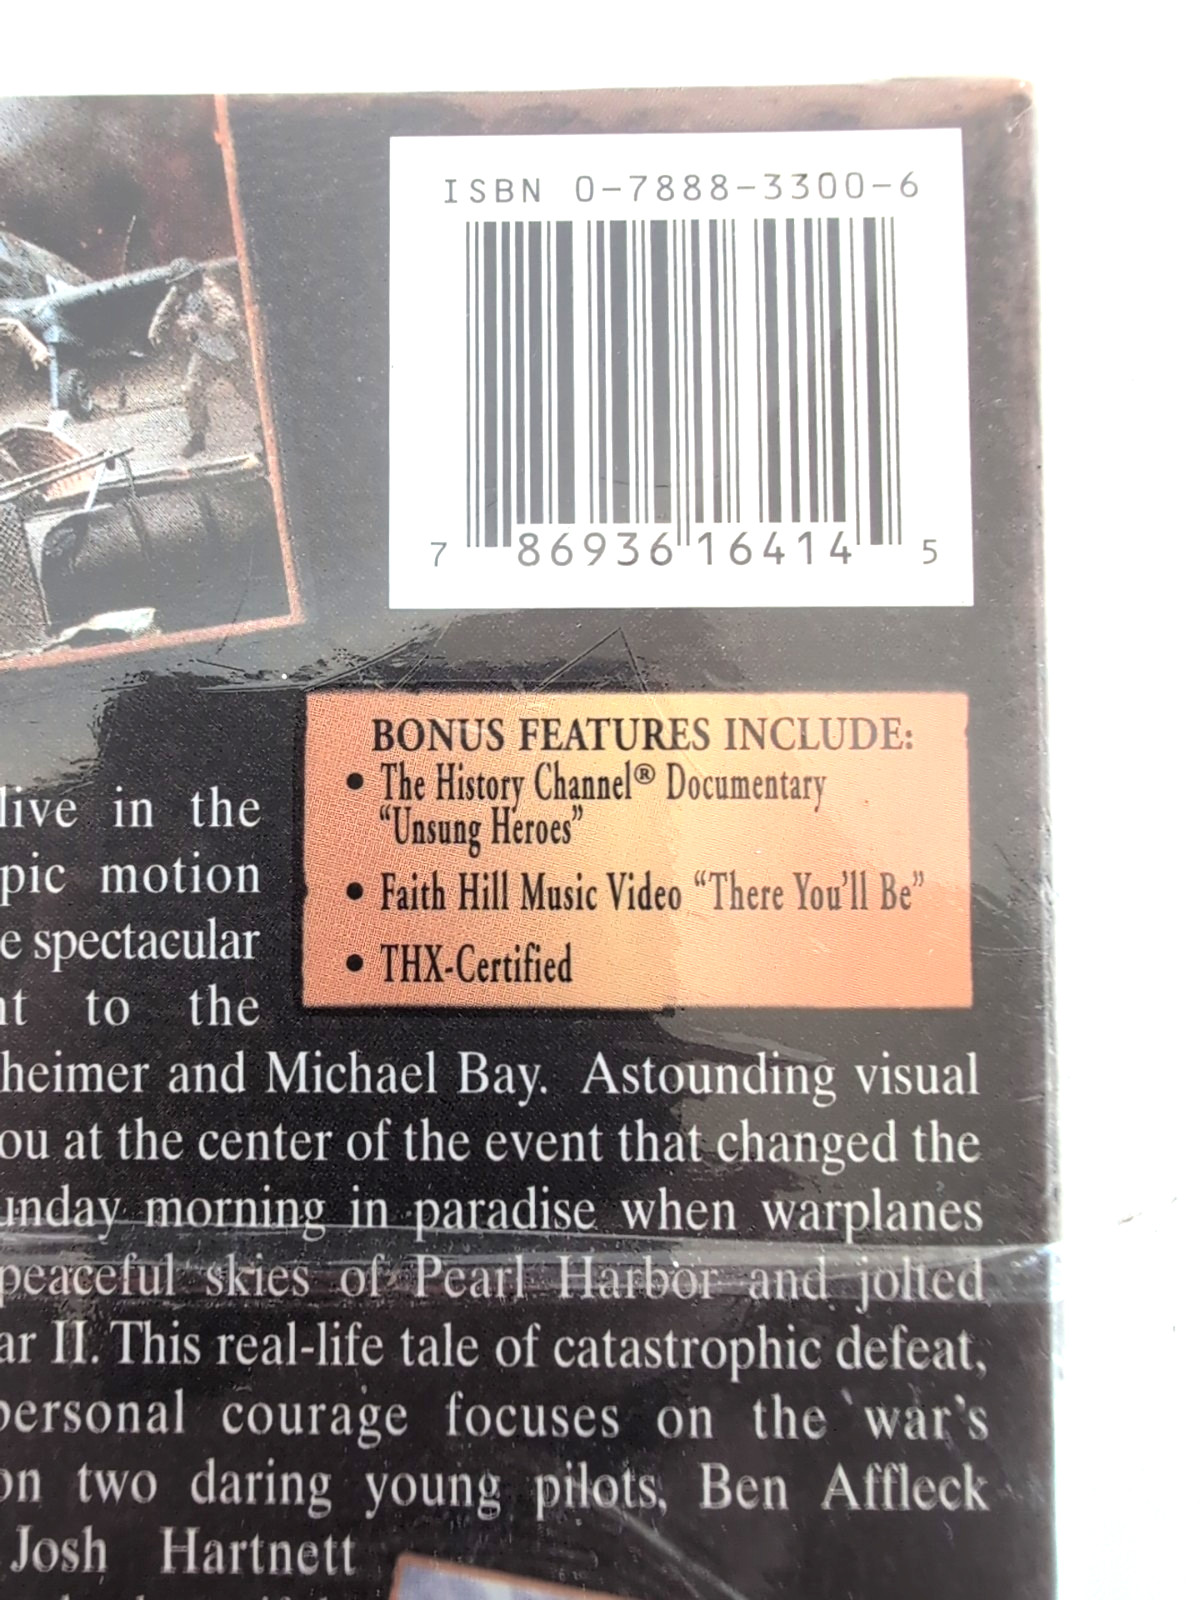 ISBN 0-7888-3300-6
7 86936 16414 5
BONUS FEATURES INCLUDE:
• The History Channel® Documentary
“Unsung Heroes”
• Faith Hill Music Video “There You’ll Be”
• THX-Certified
live in the
pic motion
e spectacular
nt to the
heimer and Michael Bay. Astounding visual
ou at the center of the event that changed the
unday morning in paradise when warplanes
peaceful skies of Pearl Harbor and jolted
ar II. This real-life tale of catastrophic defeat,
personal courage focuses on the war's
on two daring young pilots, Ben Affleck
Josh Hartnett